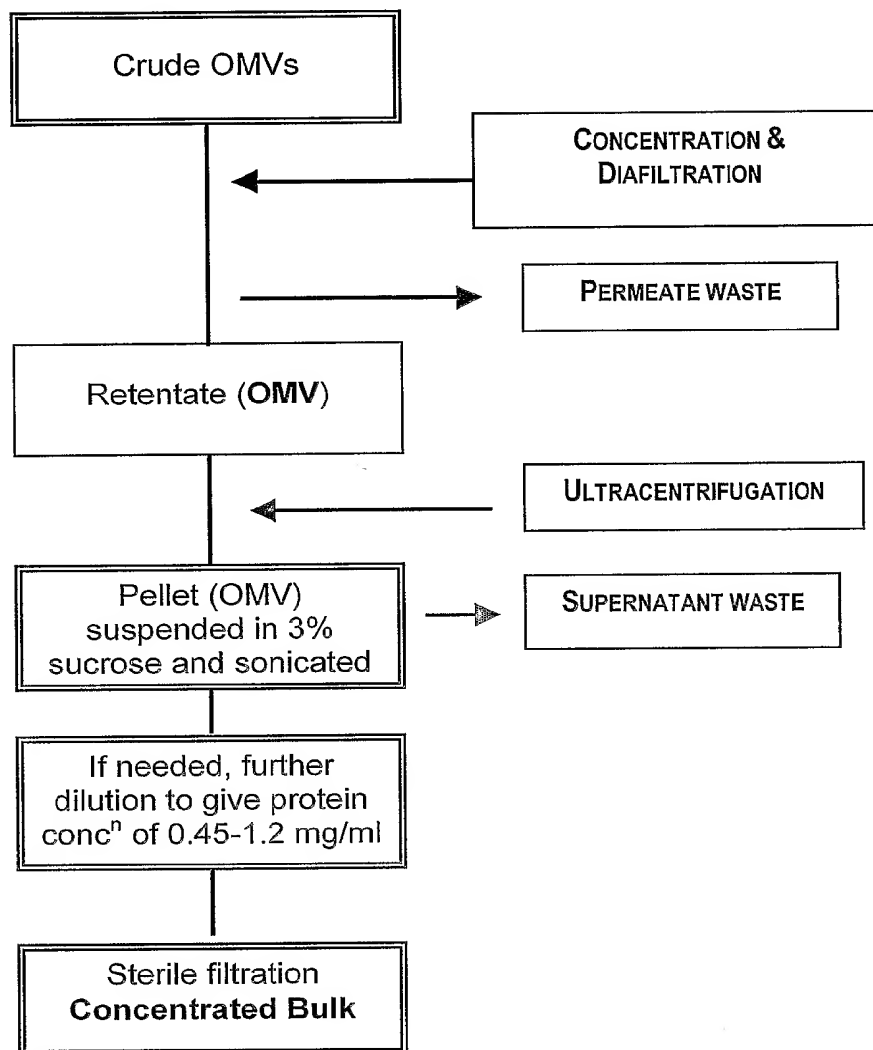 Crude OMVs
CONCENTRATION &
DIAFILTRATION
PERMEATE WASTE
Retentate (OMV)
ULTRACENTRIFUGATION
Pellet (OMV)
suspended in 3%
sucrose and sonicated
SUPERNATANT WASTE
If needed, further
dilution to give protein
concⁿ of 0.45-1.2 mg/ml
Sterile filtration
Concentrated Bulk